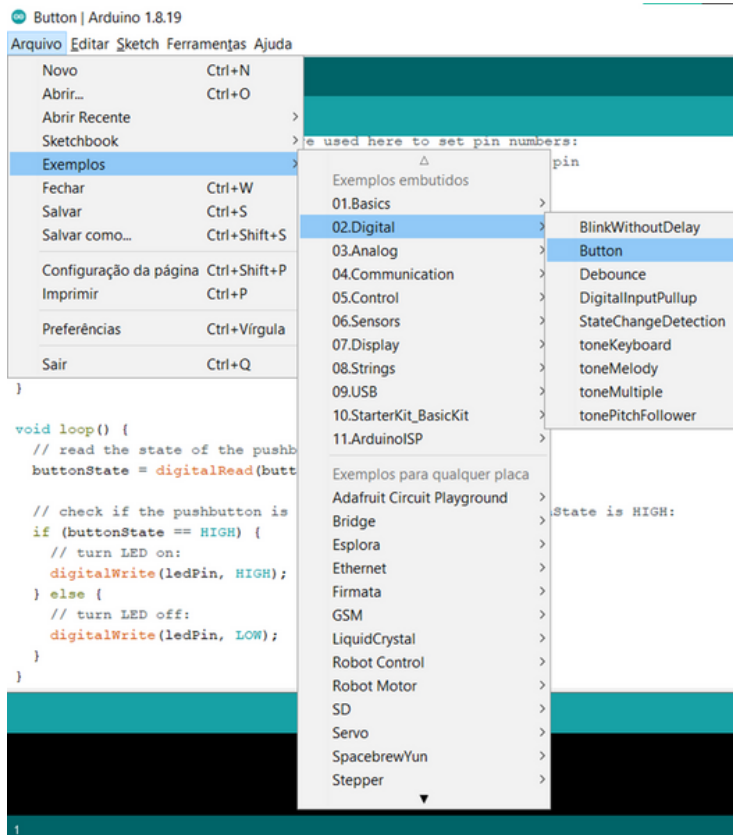 Button | Arduino 1.8.19
Arquivo Editar Sketch Ferramentas Ajuda
Novo Ctrl+N
Abrir... Ctrl+O
Abrir Recente >
Sketchbook >
Exemplos >
Fechar Ctrl+W
Salvar Ctrl+S
Salvar como... Ctrl+Shift+S
Configuração da página Ctrl+Shift+P
Imprimir Ctrl+P
Preferências Ctrl+Vírgula
Sair Ctrl+Q
used here to set pin numbers:
pin
Exemplos embutidos
01.Basics >
02.Digital >
03.Analog >
04.Communication >
05.Control >
06.Sensors >
07.Display >
08.Strings >
09.USB >
10.StarterKit_BasicKit >
11.ArduinoISP >
Exemplos para qualquer placa
Adafruit Circuit Playground >
Bridge >
Esplora >
Ethernet >
Firmata >
GSM >
LiquidCrystal >
Robot Control >
Robot Motor >
SD >
Servo >
SpacebrewYun >
Stepper >
BlinkWithoutDelay
Button
Debounce
DigitalInputPullup
StateChangeDetection
toneKeyboard
toneMelody
toneMultiple
tonePitchFollower
}
void loop() {
// read the state of the pushb
buttonState = digitalRead(butt
// check if the pushbutton is State is HIGH:
if (buttonState == HIGH) {
// turn LED on:
digitalWrite(ledPin, HIGH);
} else {
// turn LED off:
digitalWrite(ledPin, LOW);
}
}
1